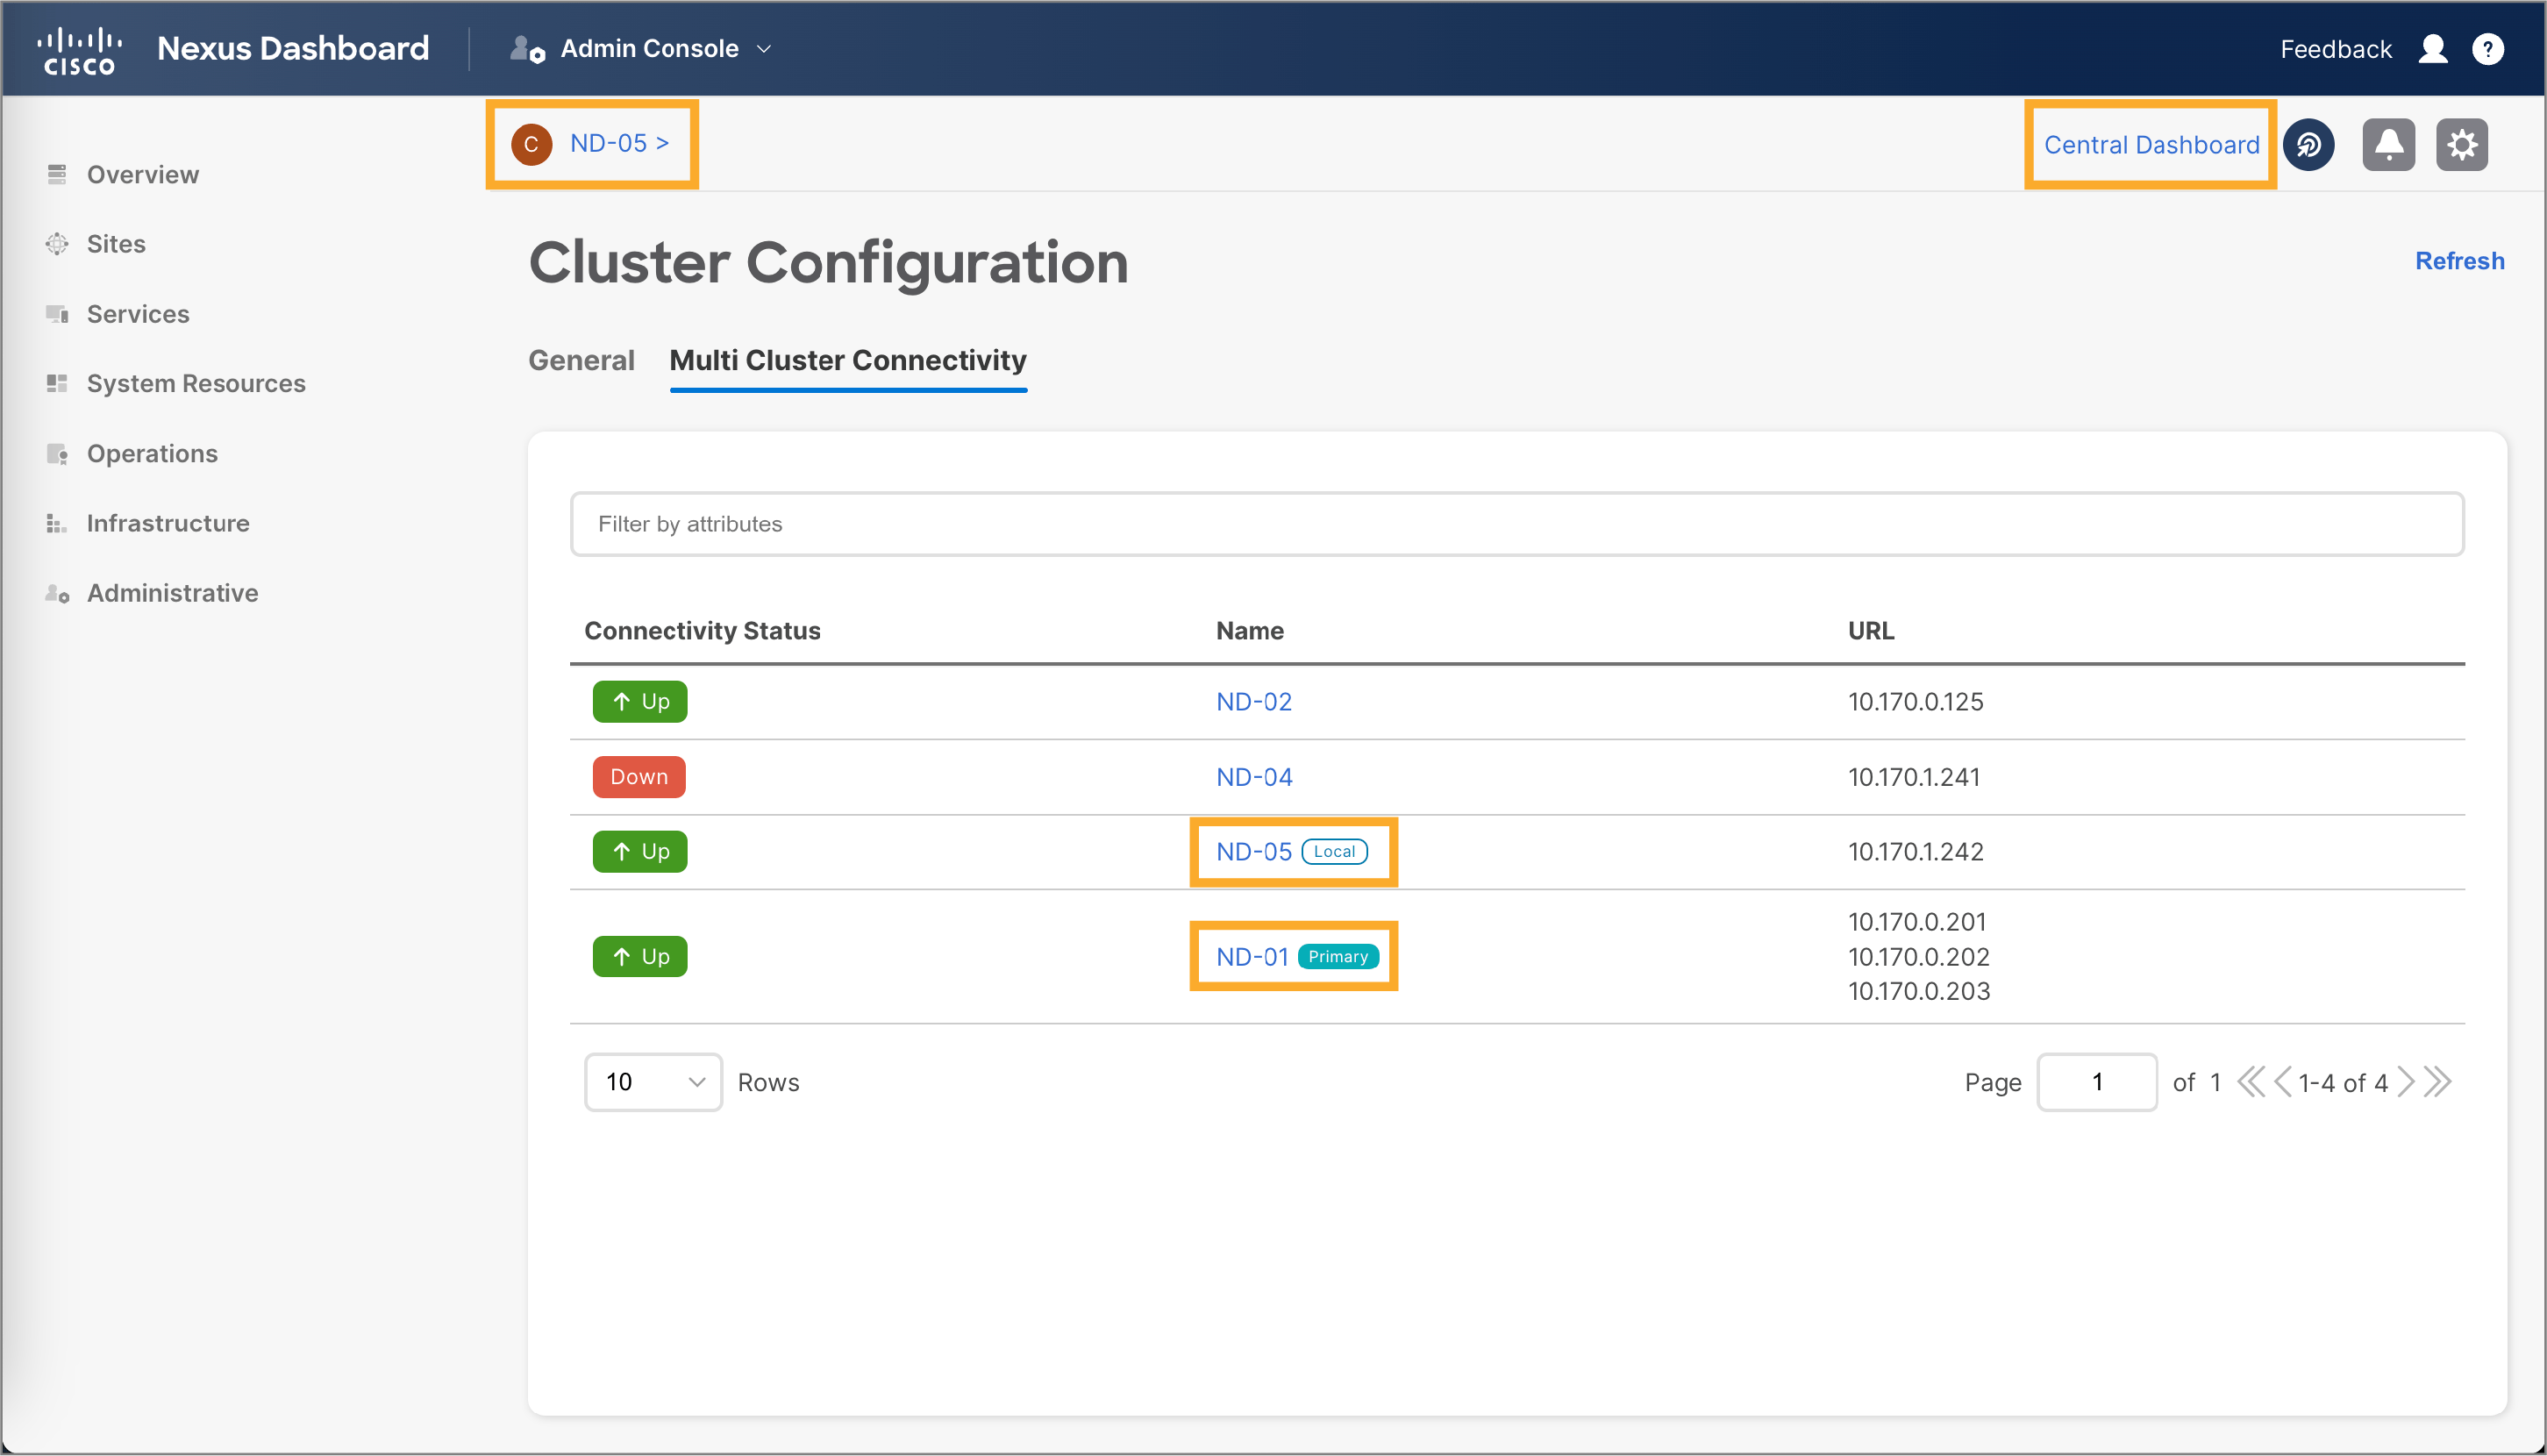 CISCO Nexus Dashboard Admin Console Feedback ?
C ND-05 > Central Dashboard
Overview
Sites
Services
System Resources
Operations
Infrastructure
Administrative
Cluster Configuration Refresh
General Multi Cluster Connectivity
Filter by attributes
Connectivity Status Name URL
Up ND-02 10.170.0.125
Down ND-04 10.170.1.241
Up ND-05 Local 10.170.1.242
Up ND-01 Primary 10.170.0.201
10.170.0.202
10.170.0.203
10 Rows Page 1 of 1 1-4 of 4